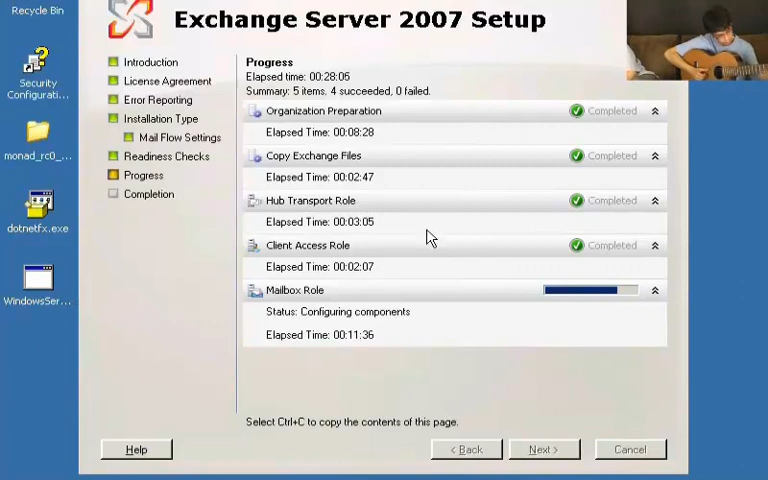 Recycle Bin
Security
Configurati...
monad_rc0_...
dotnetfx.exe
WindowsSer...
Exchange Server 2007 Setup
Introduction
License Agreement
Error Reporting
Installation Type
Mail Flow Settings
Readiness Checks
Progress
Completion
Progress
Elapsed time: 00:28:05
Summary: 5 items. 4 succeeded, 0 failed.
Organization Preparation Completed
Elapsed Time: 00:08:28
Copy Exchange Files Completed
Elapsed Time: 00:02:47
Hub Transport Role Completed
Elapsed Time: 00:03:05
Client Access Role Completed
Elapsed Time: 00:02:07
Mailbox Role
Status: Configuring components
Elapsed Time: 00:11:36
Select Ctrl+C to copy the contents of this page.
Help < Back Next > Cancel